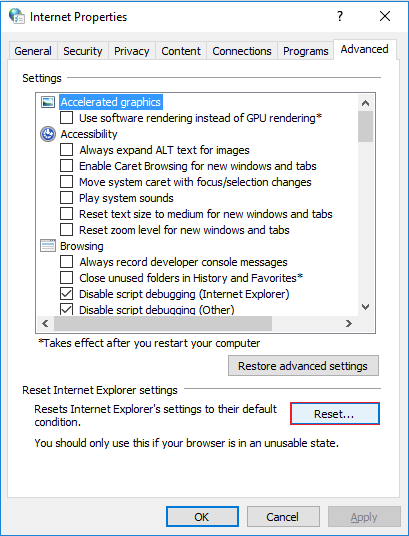 Internet Properties
?
General
Security
Privacy
Content
Connections
Programs
Advanced
Settings
Accelerated graphics
Use software rendering instead of GPU rendering*
Accessibility
Always expand ALT text for images
Enable Caret Browsing for new windows and tabs
Move system caret with focus/selection changes
Play system sounds
Reset text size to medium for new windows and tabs
Reset zoom level for new windows and tabs
Browsing
Always record developer console messages
Close unused folders in History and Favorites*
Disable script debugging (Internet Explorer)
Disable script debugging (Other)
*Takes effect after you restart your computer
Restore advanced settings
Reset Internet Explorer settings
Resets Internet Explorer's settings to their default
condition.
Reset...
You should only use this if your browser is in an unusable state.
OK
Cancel
Apply